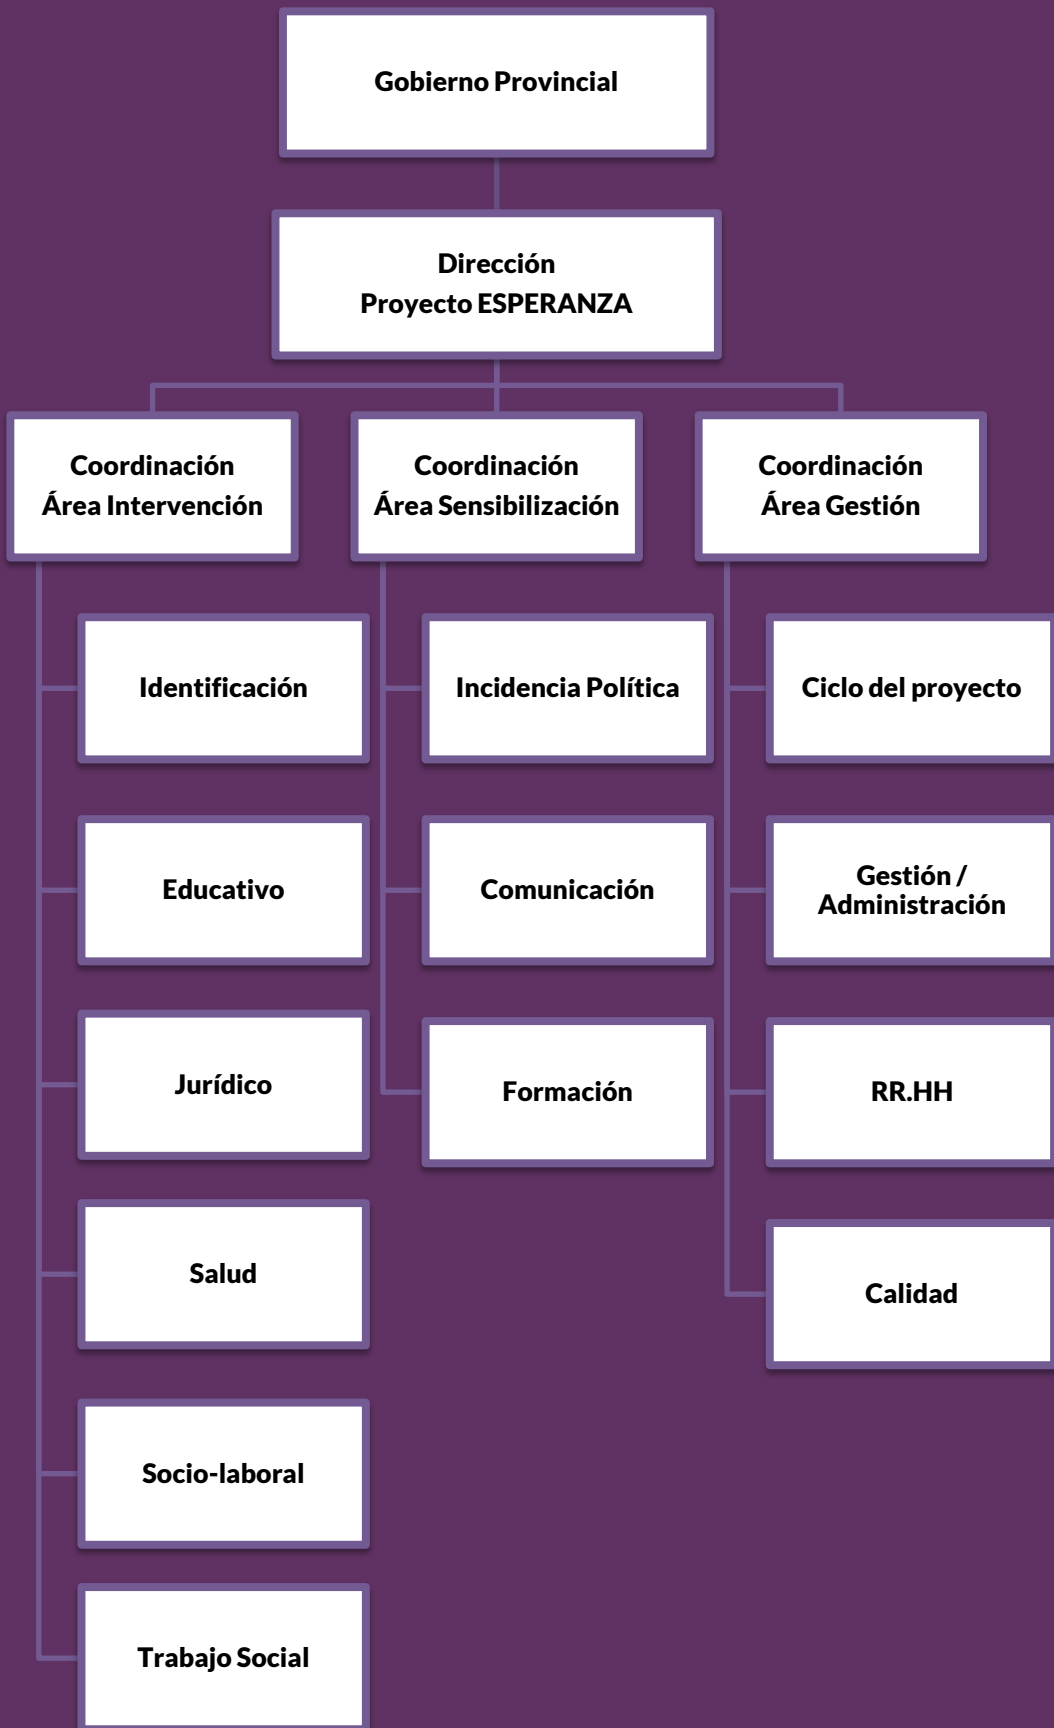 Gobierno Provincial
Dirección
Proyecto ESPERANZA
Coordinación
Área Intervención
Identificación
Educativo
Jurídico
Salud
Socio-laboral
Trabajo Social
Coordinación
Área Sensibilización
Incidencia Política
Comunicación
Formación
Coordinación
Área Gestión
Ciclo del proyecto
Gestión /
Administración
RR.HH
Calidad